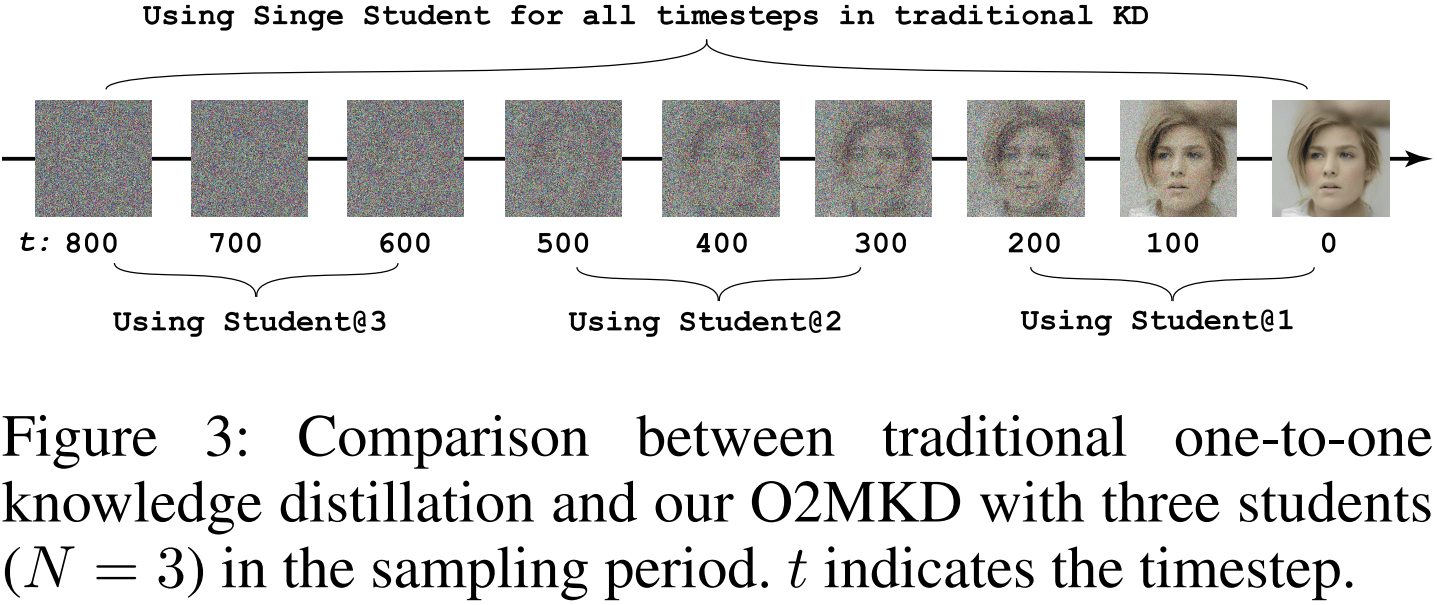 Using Singe Student for all timesteps in traditional KD
t: 800 700 600 500 400 300 200 100 0
Using Student@3 Using Student@2 Using Student@1
Figure 3: Comparison between traditional one-to-one
knowledge distillation and our O2MKD with three students
(N = 3) in the sampling period. t indicates the timestep.